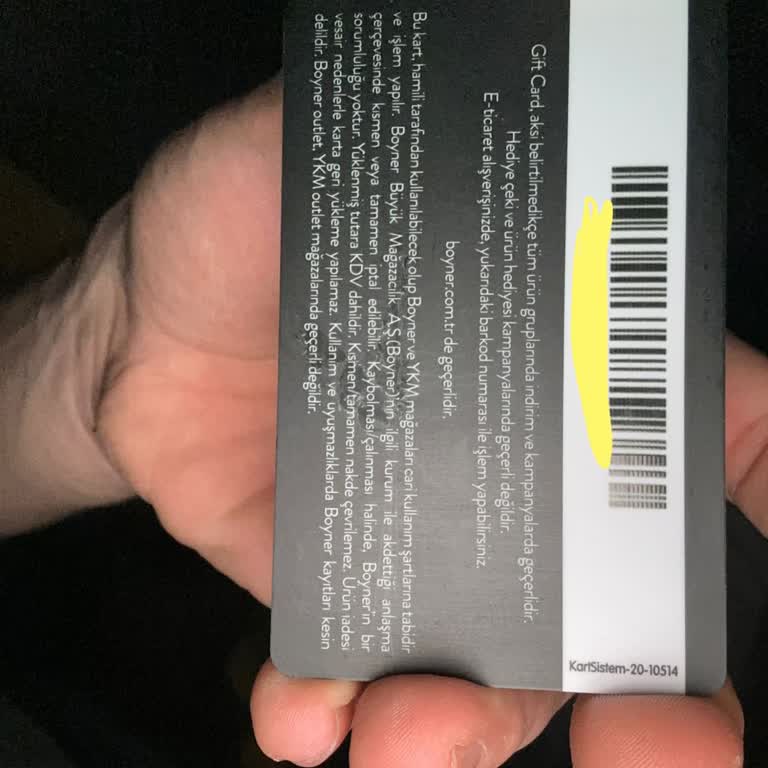 KartSistem-20-10514
Gift Card, aksi belirtilmedikçe tüm ürün gruplarında indirim ve kampanyalarda geçerlidir.
Hediye çeki ve ürün hediyesi kampanyalarında geçerli değildir.
E-ticaret alışverişinizde, yukarıdaki barkod numarası ile işlem yapabilirsiniz.
boyner.com.tr de geçerlidir.
Bu kart, hamili tarafından kullanılabilecek olup Boyner ve YKM mağazaları cari kullanım şartlarına tabidir
ve işlem yapılır. Boyner Büyük Mağazacılık A.Ş.(Boyner)'nin ilgili kurum ile akdettiği anlaşma
çerçevesinde kısmen veya tamamen iptal edilebilir. Kaybolması/çalınması halinde, Boyner'in bir
sorumluluğu yoktur. Yüklenmiş tutara KDV dahildir. Kısmen/tamamen nakde çevrilemez. Ürün iadesi
vesair nedenlerle karta geri yükleme yapılamaz. Kullanım ve uyuşmazlıklarda Boyner kayıtları kesin
delildir. Boyner outlet, YKM outlet mağazalarında geçerli değildir.